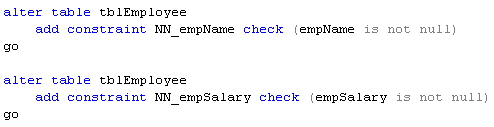 alter table tblEmployee
    add constraint NN_empName check (empName is not null)
go
alter table tblEmployee
    add constraint NN_empSalary check (empSalary is not null)
go